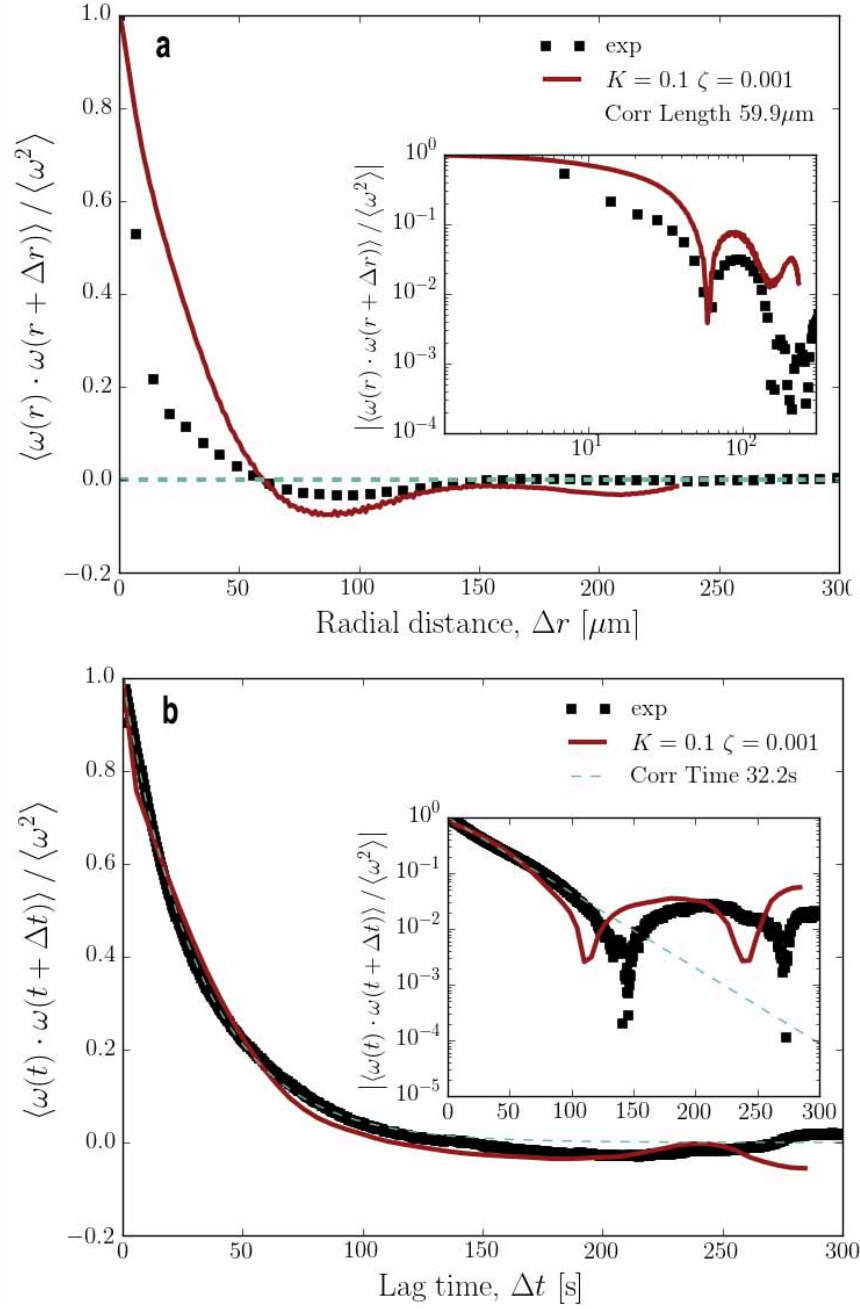 a
exp
K = 0.1 ζ = 0.001
Corr Length 59.9μm
⟨ω(r) · ω(r + Δr)⟩ / ⟨ω²⟩
1.0
0.8
0.6
0.4
0.2
0.0
−0.2
0 50 100 150 200 250 300
Radial distance, Δr [μm]
|⟨ω(r) · ω(r + Δr)⟩ / ⟨ω²⟩|
10⁰
10⁻¹
10⁻²
10⁻³
10⁻⁴
10¹ 10²
b
exp
K = 0.1 ζ = 0.001
Corr Time 32.2s
⟨ω(t) · ω(t + Δt)⟩ / ⟨ω²⟩
1.0
0.8
0.6
0.4
0.2
0.0
−0.2
0 50 100 150 200 250 300
Lag time, Δt [s]
|⟨ω(t) · ω(t + Δt)⟩ / ⟨ω²⟩|
10⁰
10⁻¹
10⁻²
10⁻³
10⁻⁴
10⁻⁵
0 50 100 150 200 250 300